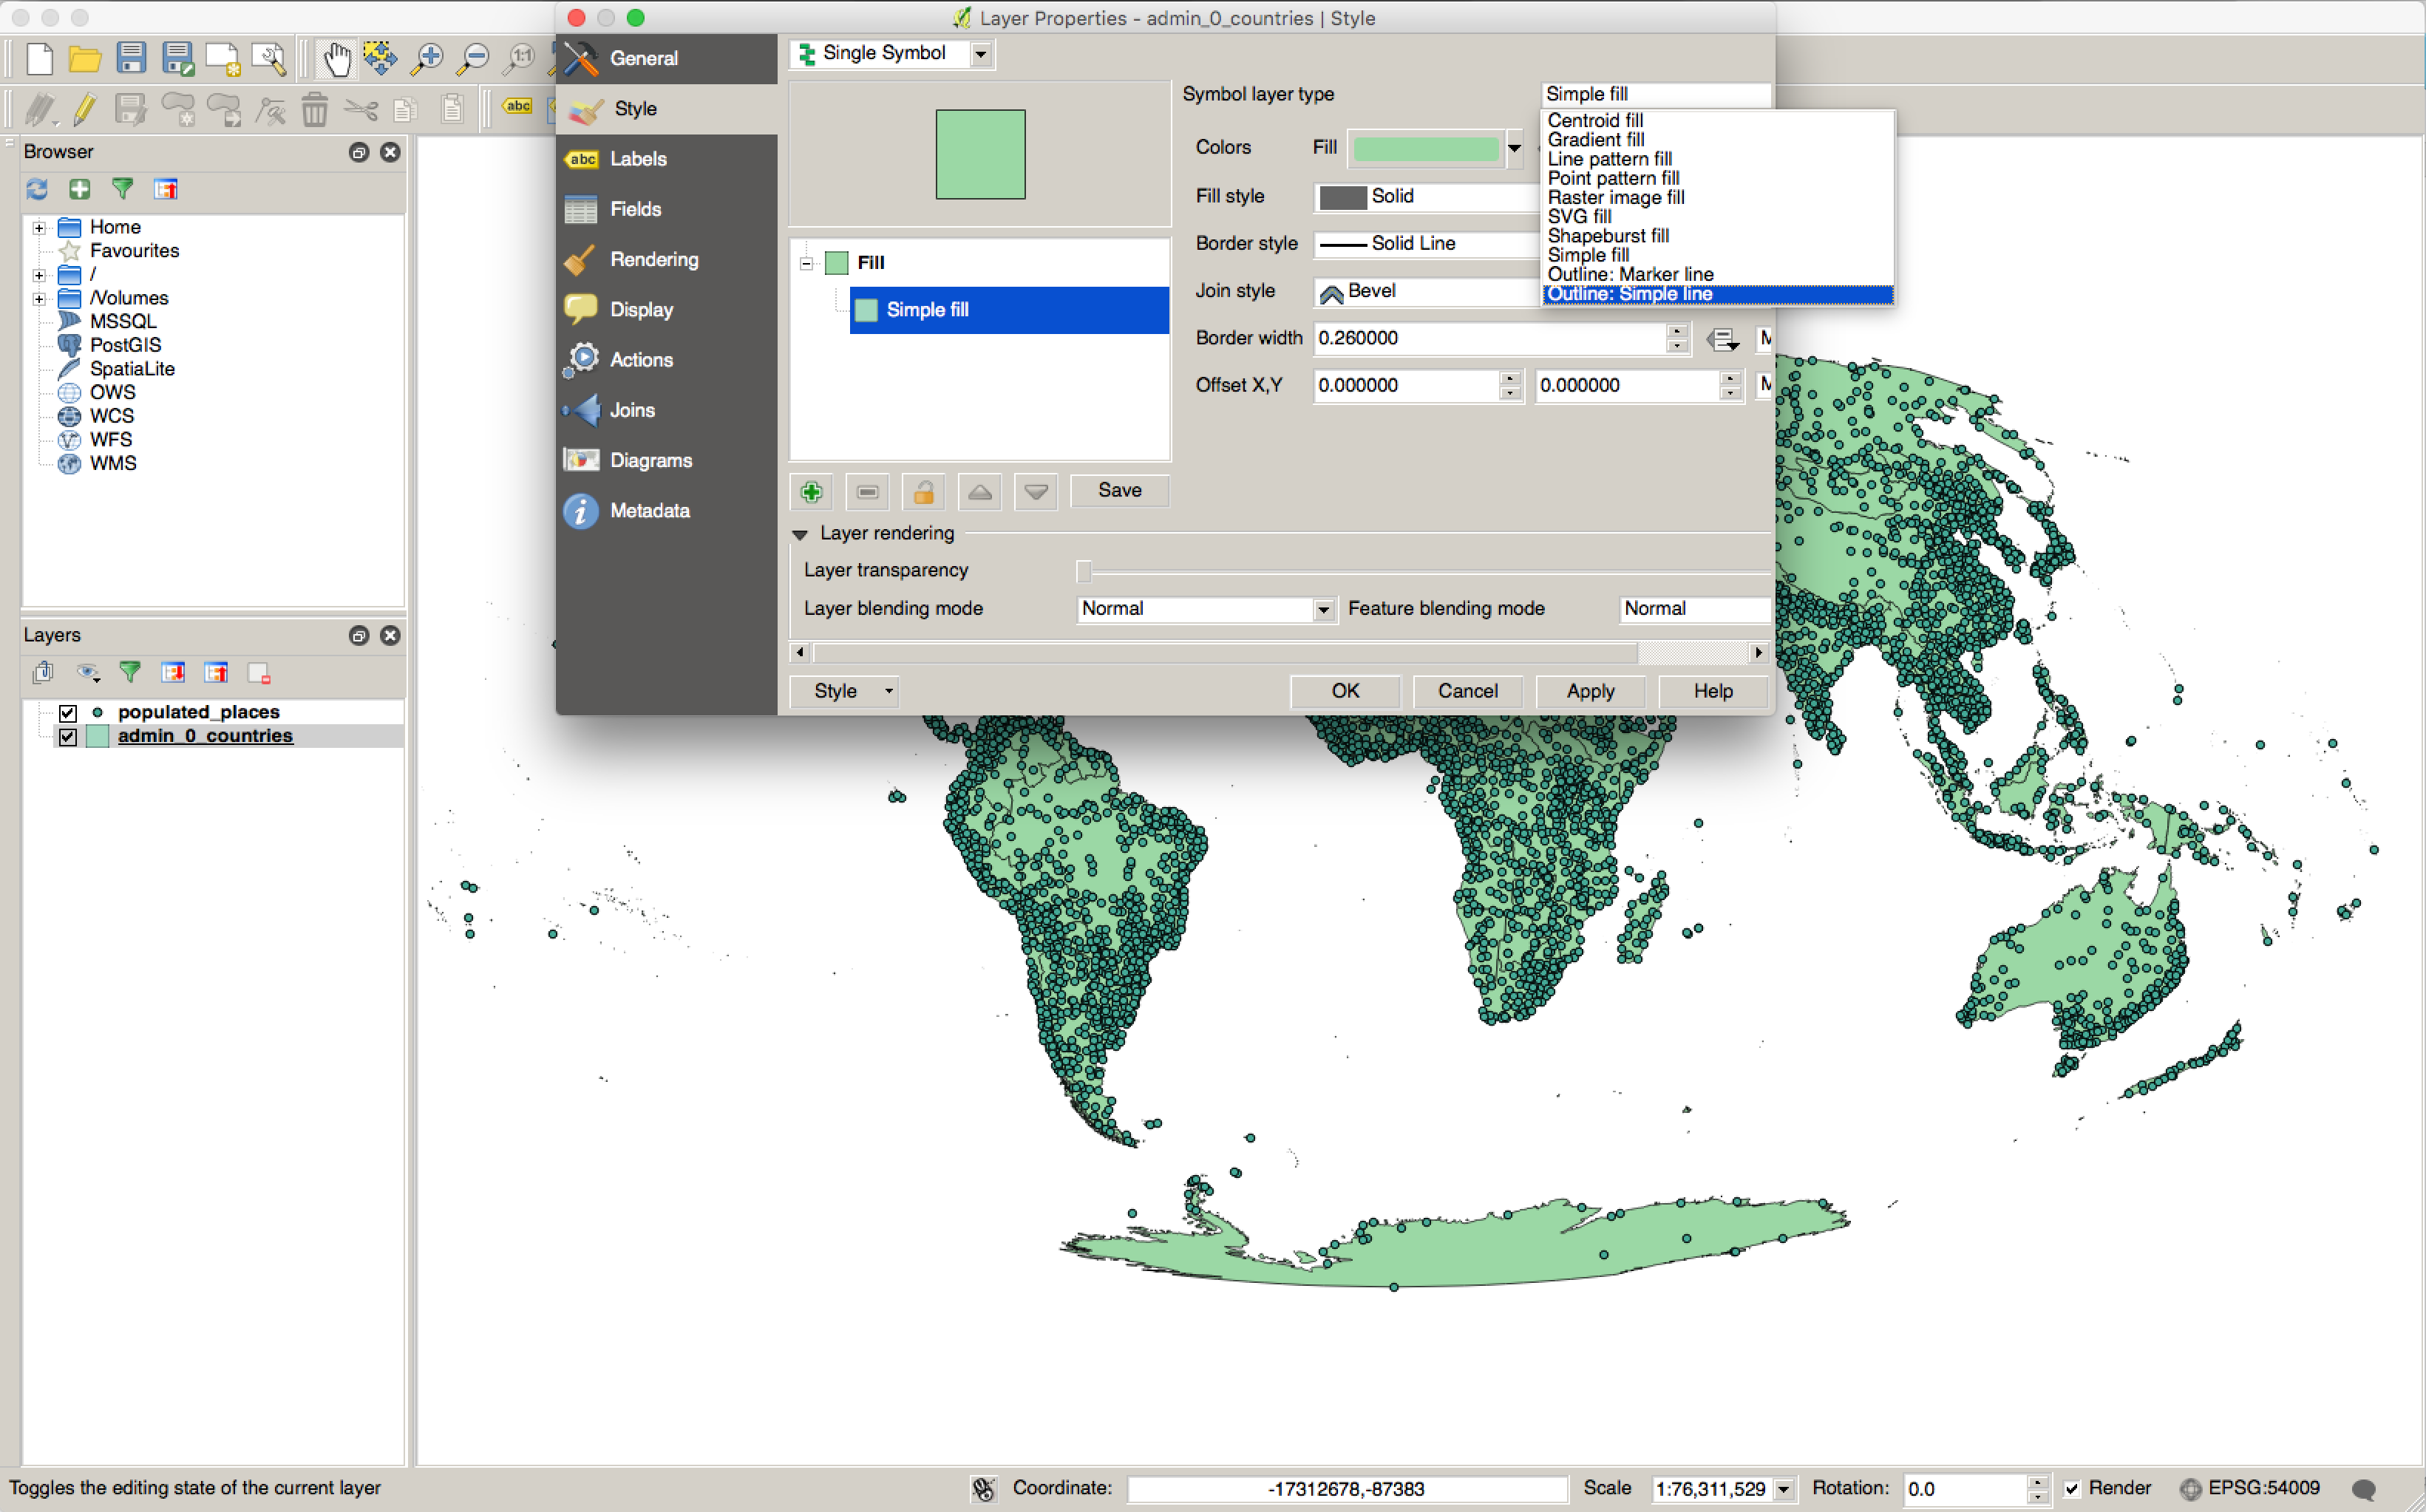 Layer Properties - admin_0_countries | Style
1:1
abc
Browser
Home
Favourites
/
/Volumes
MSSQL
PostGIS
SpatiaLite
OWS
WCS
WFS
WMS
Layers
populated_places
admin_0_countries
General
Style
abc Labels
Fields
Rendering
Display
Actions
Joins
Diagrams
Metadata
Single Symbol
Fill
Simple fill
Save
Symbol layer type Simple fill
Centroid fill
Gradient fill
Line pattern fill
Point pattern fill
Raster image fill
SVG fill
Shapeburst fill
Simple fill
Outline: Marker line
Outline: Simple line
Colors Fill
Fill style Solid
Border style Solid Line
Join style Bevel
Border width 0.260000 M
Offset X,Y 0.000000 0.000000 M
Layer rendering
Layer transparency
Layer blending mode Normal Feature blending mode Normal
Style OK Cancel Apply Help
Toggles the editing state of the current layer Coordinate: -17312678,-87383 Scale 1:76,311,529 Rotation: 0.0 Render EPSG:54009